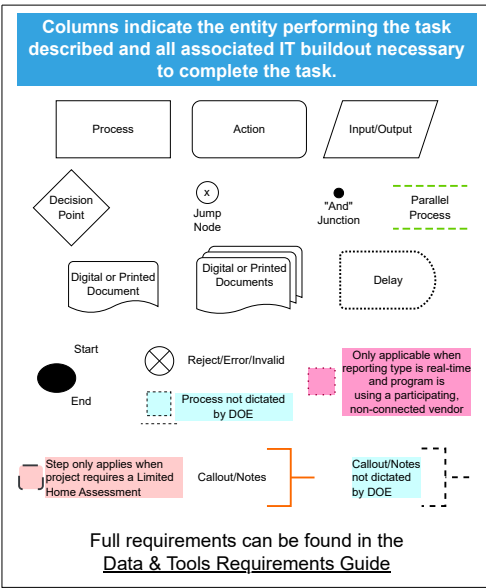 Columns indicate the entity performing the task
described and all associated IT buildout necessary
to complete the task.
Process
Action
Input/Output
Decision
Point
x
Jump
Node
"And"
Junction
Parallel
Process
Digital or Printed
Document
Digital or Printed
Documents
Delay
Start
End
Reject/Error/Invalid
Process not dictated
by DOE
Only applicable when
reporting type is real-time
and program is
using a participating,
non-connected vendor
Step only applies when
project requires a Limited
Home Assessment
Callout/Notes
Callout/Notes
not dictated
by DOE
Full requirements can be found in the
Data & Tools Requirements Guide